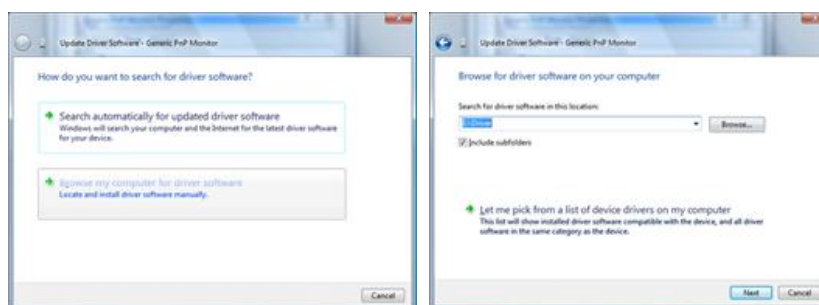 Update Driver Software - Generic PnP Monitor
How do you want to search for driver software?
Search automatically for updated driver software
Windows will search your computer and the Internet for the latest driver software
for your device.
Browse my computer for driver software
Locate and install driver software manually.
Cancel
Update Driver Software - Generic PnP Monitor
Browse for driver software on your computer
Search for driver software in this location:
Browse...
Include subfolders
Let me pick from a list of device drivers on my computer
This list will show installed driver software compatible with the device, and all driver
software in the same category as the device.
Next
Cancel